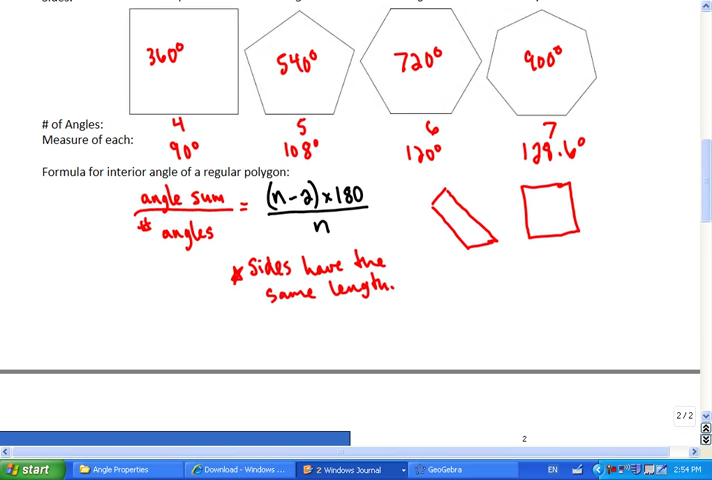 360° 540° 720° 900°
# of Angles: 4 5 6 7
Measure of each: 90° 108° 120° 128.6°
Formula for interior angle of a regular polygon:
angle sum = (n-2)×180
# angles n
* Sides have the
same length.
2 / 2
2
start Angle Properties Download - Windows ... 2 Windows Journal GeoGebra EN 2:54 PM